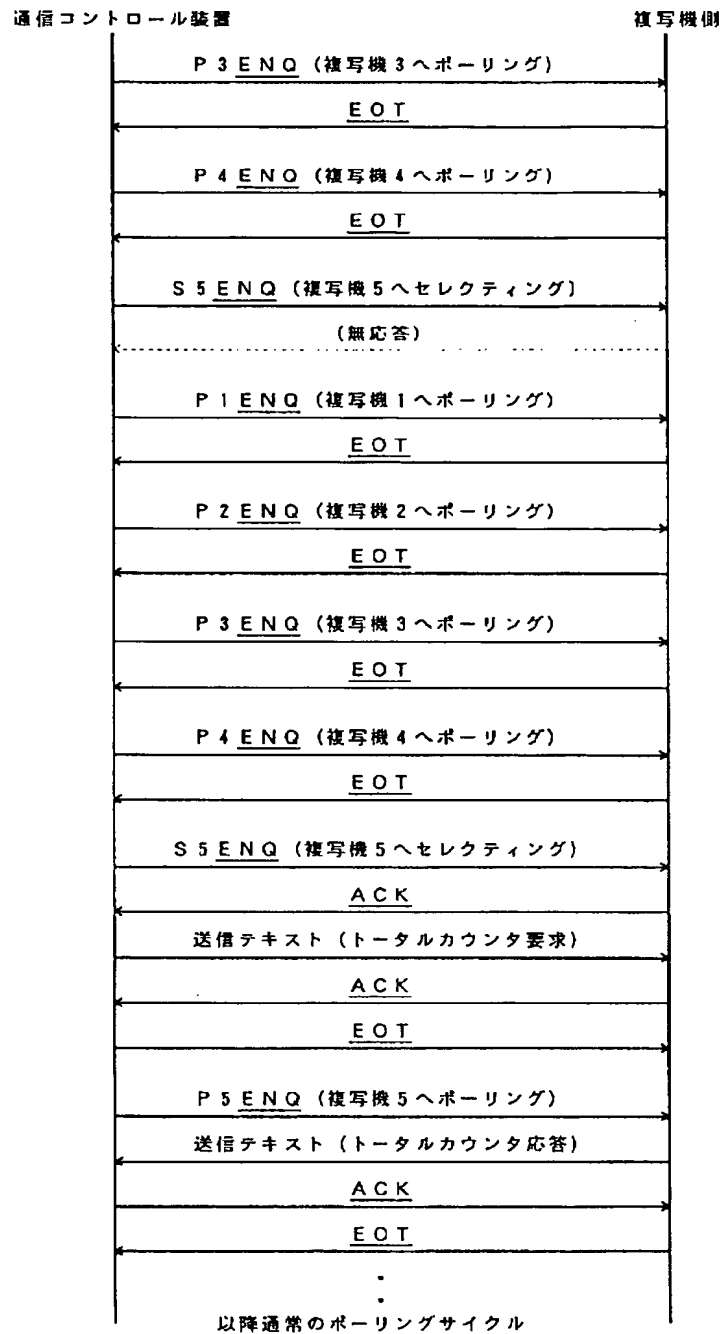 通信コントロール装置 複写機側
P3ENQ (複写機3へポーリング)
EOT
P4ENQ (複写機4へポーリング)
EOT
S5ENQ (複写機5へセレクティング)
(無応答)
P1ENQ (複写機1へポーリング)
EOT
P2ENQ (複写機2へポーリング)
EOT
P3ENQ (複写機3へポーリング)
EOT
P4ENQ (複写機4へポーリング)
EOT
S5ENQ (複写機5へセレクティング)
ACK
送信テキスト (トータルカウンタ要求)
ACK
EOT
P5ENQ (複写機5へポーリング)
送信テキスト (トータルカウンタ応答)
ACK
EOT
以降通常のポーリングサイクル